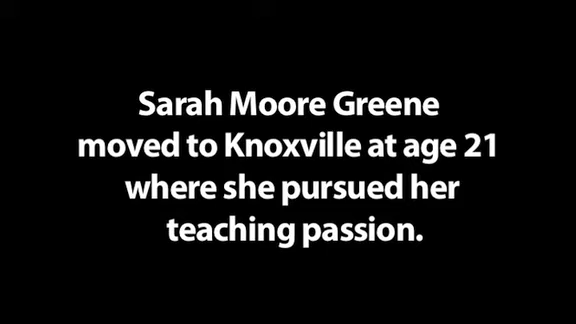 Sarah Moore Greene
moved to Knoxville at age 21
where she pursued her
teaching passion.